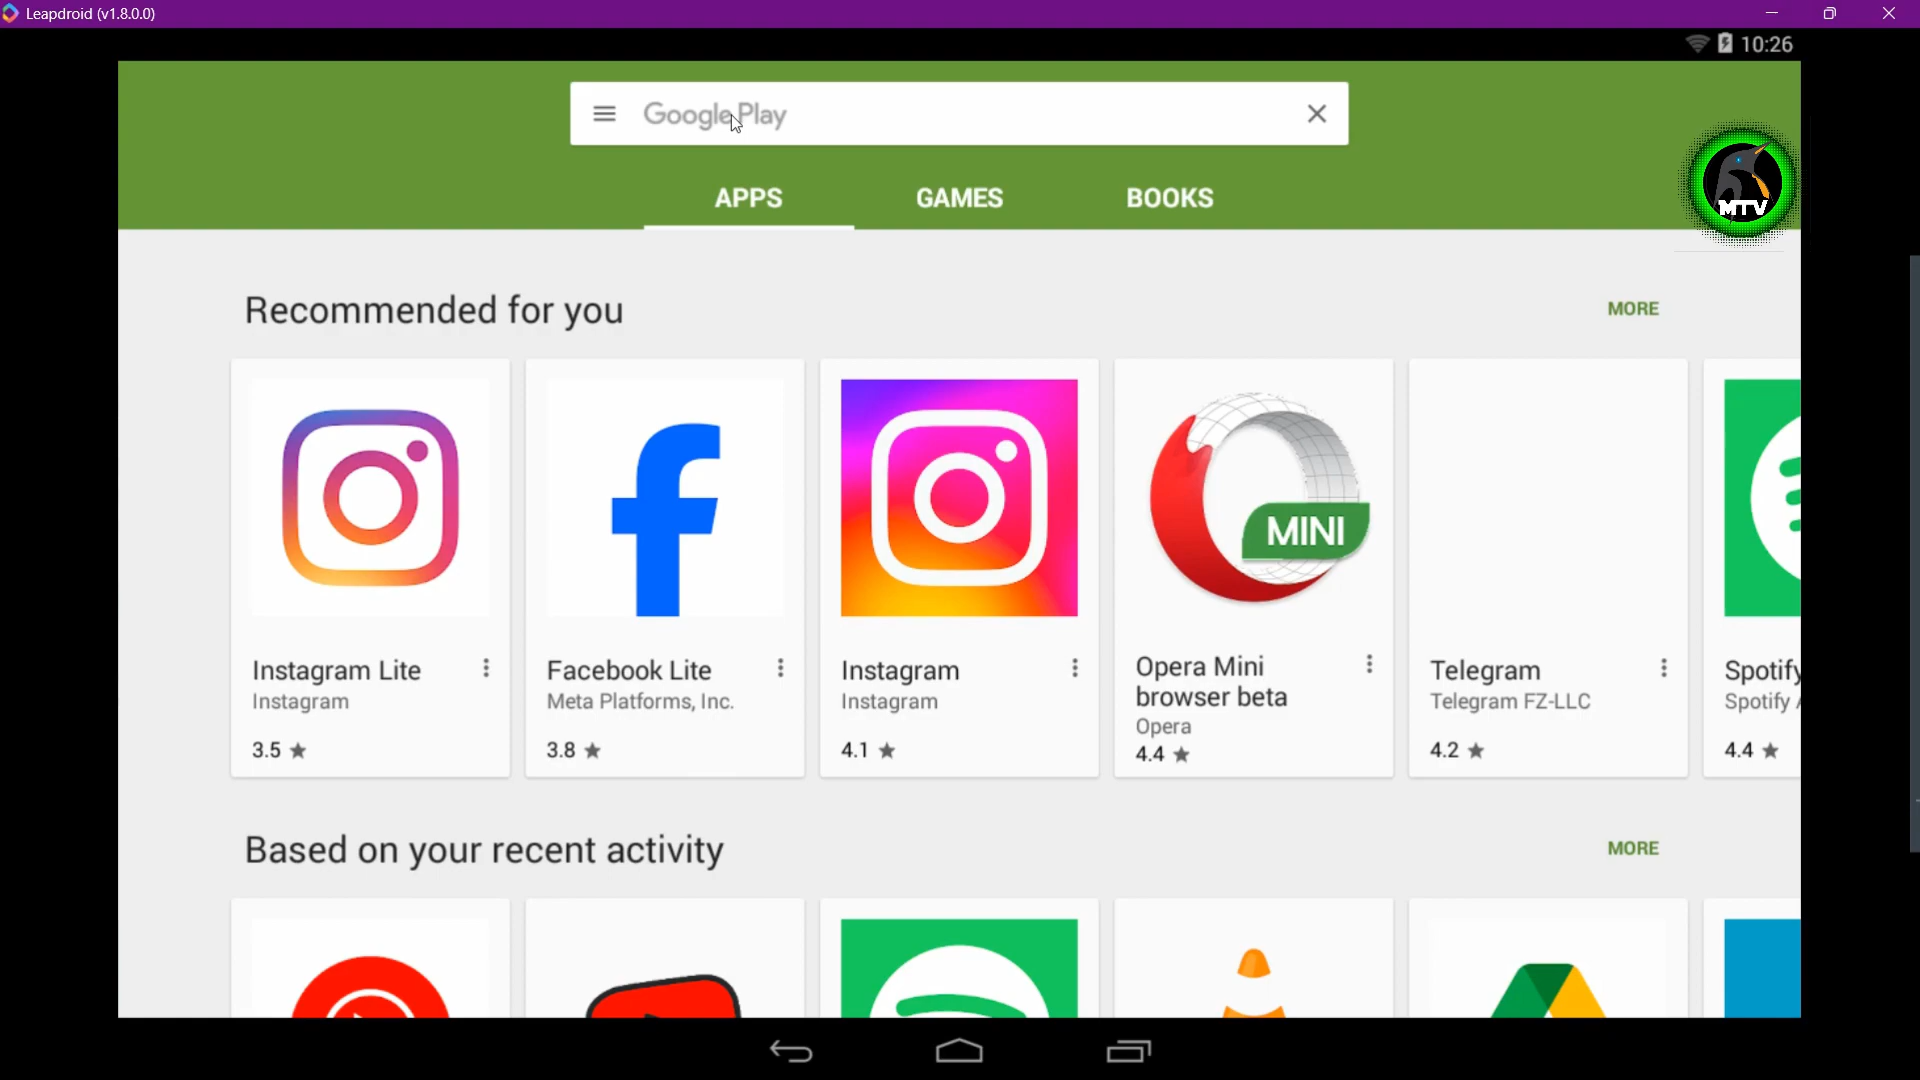 Leapdroid (v1.8.0.0)
10:26
Google Play
APPS GAMES BOOKS
MTV
Recommended for you
MORE
MINI
Instagram Lite
Instagram
3.5
Facebook Lite
Meta Platforms, Inc.
3.8
Instagram
Instagram
4.1
Opera Mini
browser beta
Opera
4.4
Telegram
Telegram FZ-LLC
4.2
Spotify
Spotify
4.4
Based on your recent activity
MORE